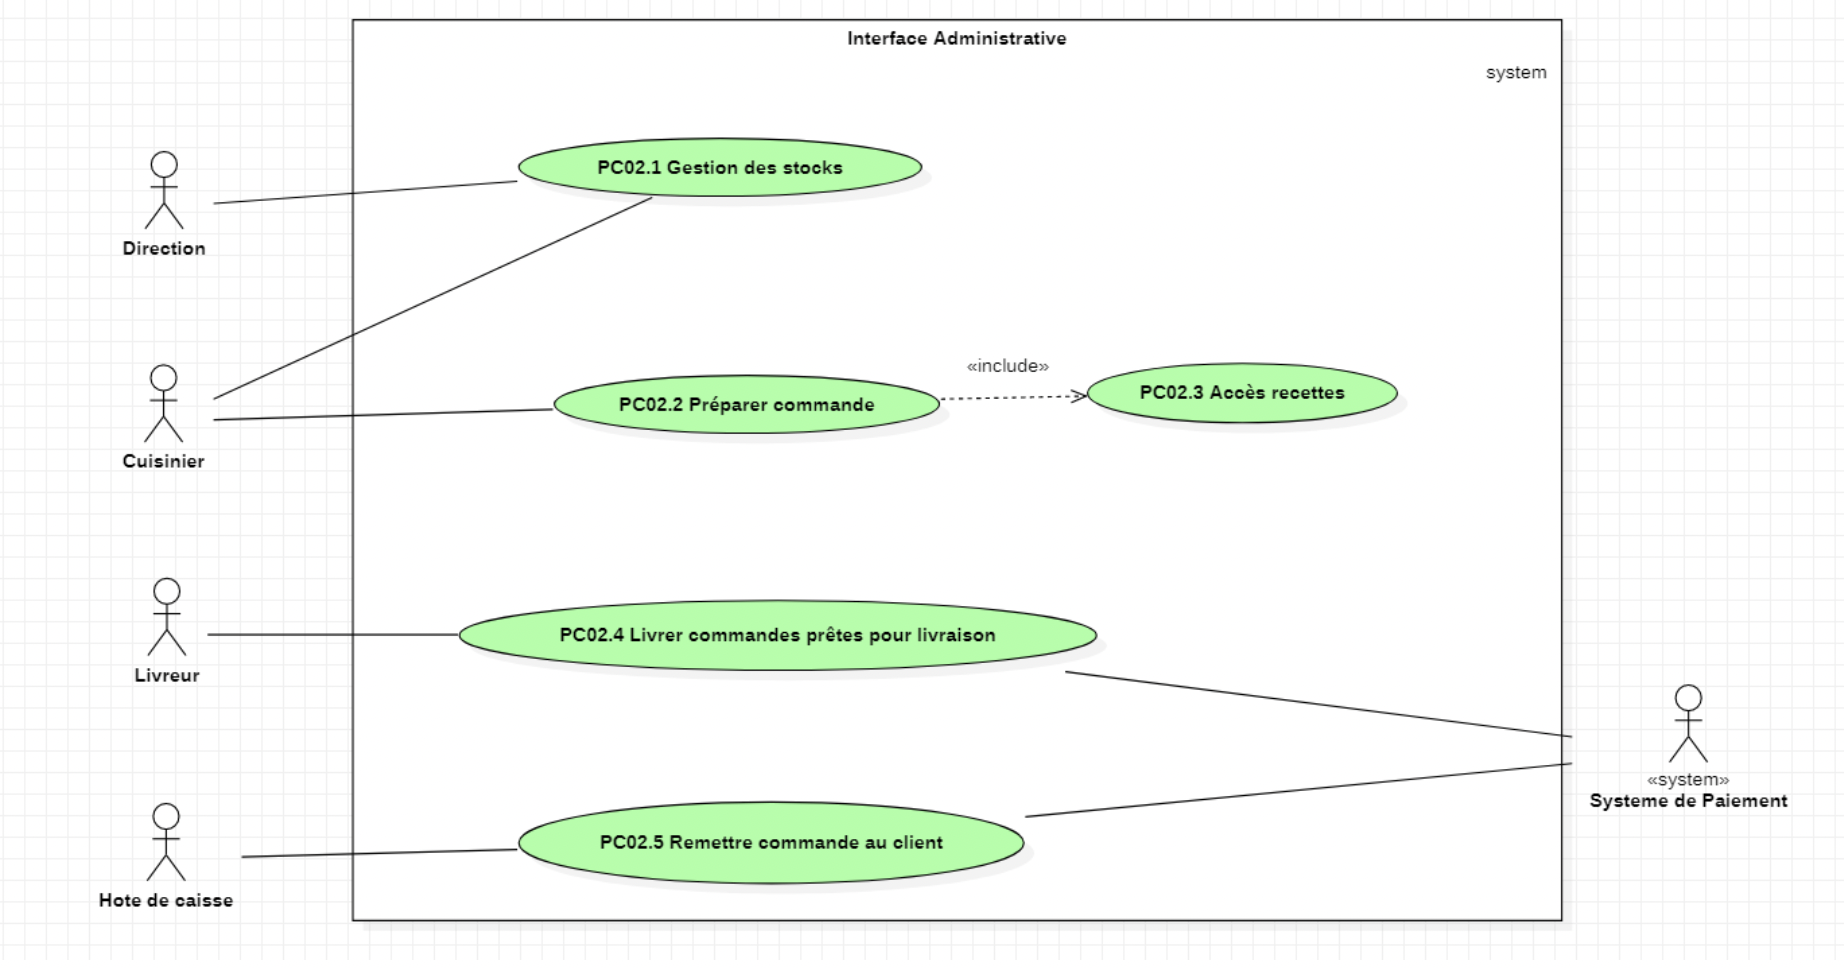 Interface Administrative
system
PC02.1 Gestion des stocks
Direction
«include»
PC02.2 Préparer commande
PC02.3 Accès recettes
Cuisinier
PC02.4 Livrer commandes prêtes pour livraison
Livreur
«system»
Systeme de Paiement
PC02.5 Remettre commande au client
Hote de caisse